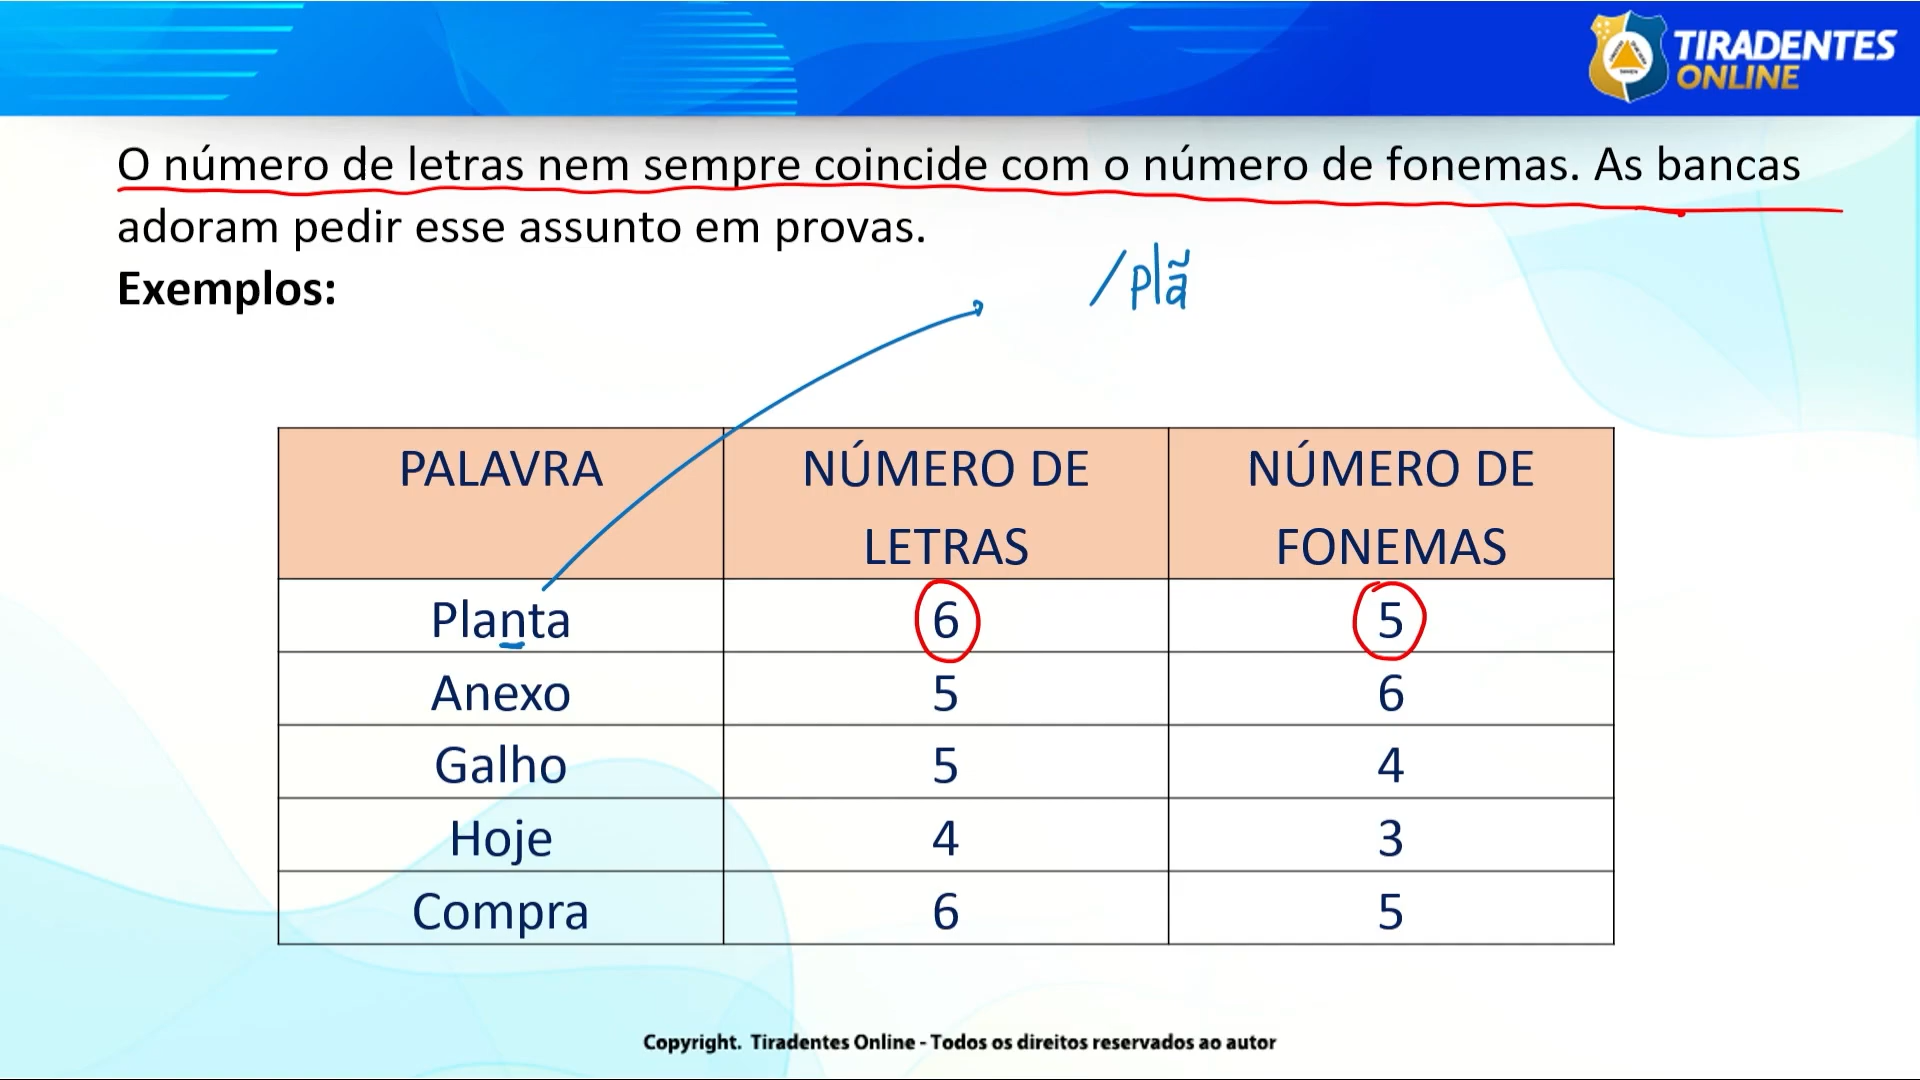 TIRADENTES
ONLINE
O número de letras nem sempre coincide com o número de fonemas. As bancas
adoram pedir esse assunto em provas.
/plã
Exemplos:
PALAVRA NÚMERO DE LETRAS NÚMERO DE FONEMAS
Planta 6 5
Anexo 5 6
Galho 5 4
Hoje 4 3
Compra 6 5
Copyright. Tiradentes Online - Todos os direitos reservados ao autor